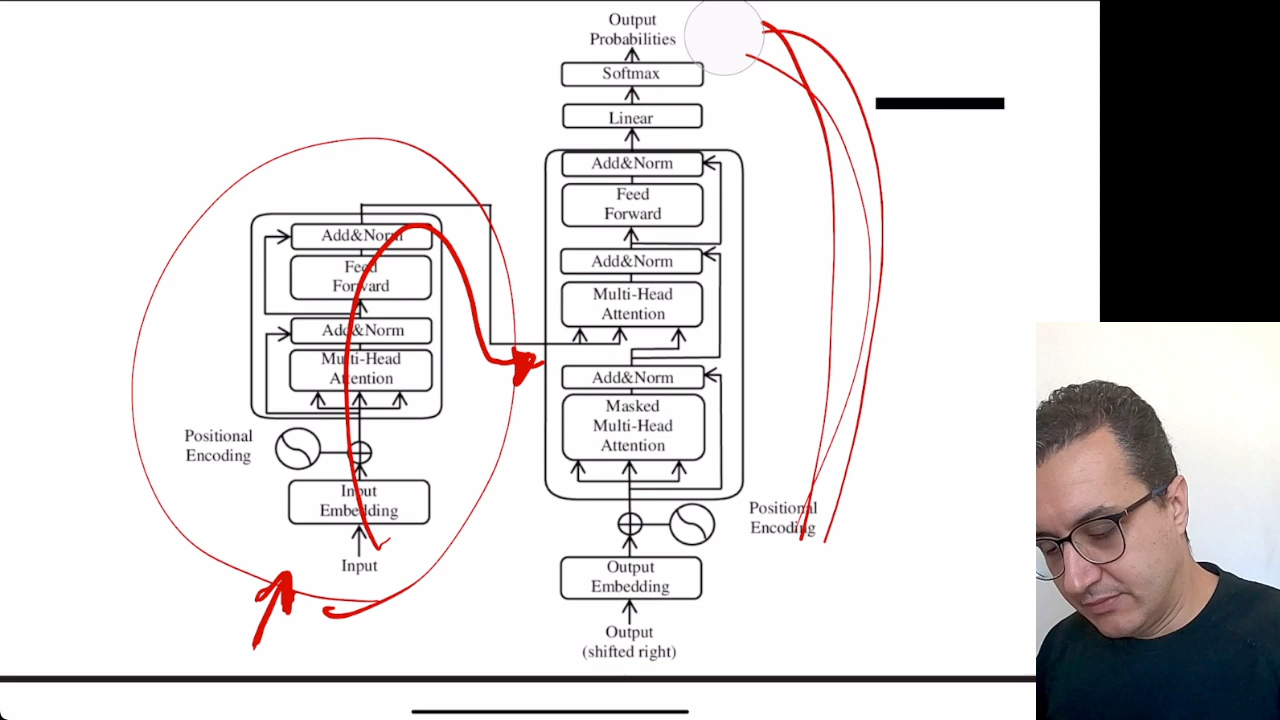 Output
Probabilities
Softmax
Linear
Add&Norm
Feed
Forward
Add&Norm
Multi-Head
Attention
Add&Norm
Masked
Multi-Head
Attention
Positional
Encoding
Output
Embedding
Output
(shifted right)
Add&Norm
Feed
Forward
Add&Norm
Multi-Head
Attention
Positional
Encoding
Input
Embedding
Input